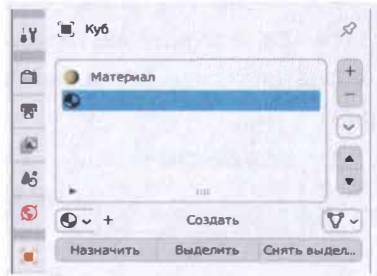 Куб
Материал
Создать
Назначить Выделить Снять выдел...